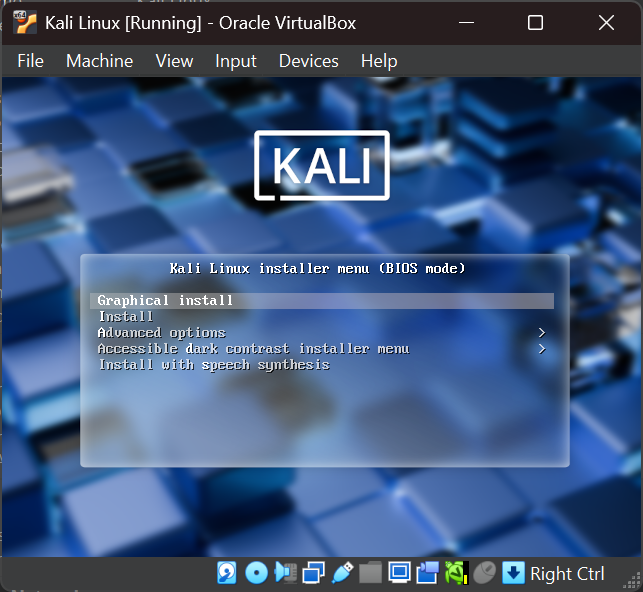 Kali Linux [Running] - Oracle VirtualBox
File Machine View Input Devices Help
KALI
Kali Linux installer menu (BIOS mode)
Graphical install
Install
Advanced options >
Accessible dark contrast installer menu >
Install with speech synthesis
Right Ctrl